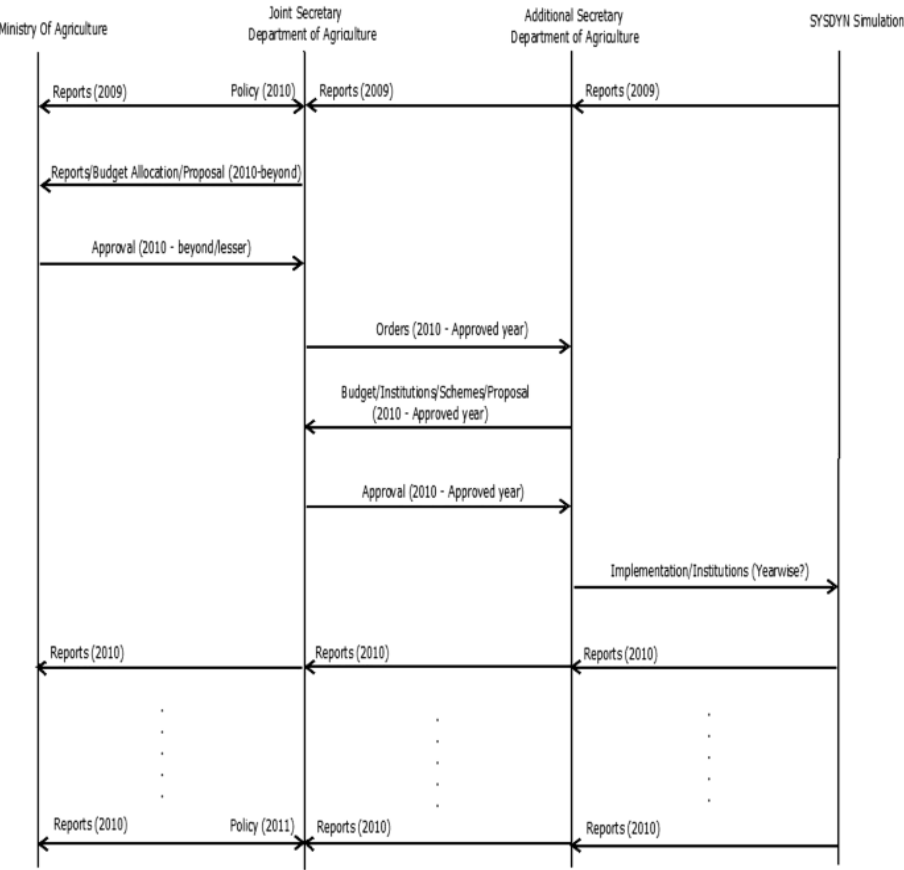 Ministry Of Agriculture
Joint Secretary
Department of Agriculture
Additional Secretary
Department of Agriculture
SYSDYN Simulation
Reports (2009)
Policy (2010)
Reports (2009)
Reports (2009)
Reports/Budget Allocation/Proposal (2010-beyond)
Approval (2010 - beyond/lesser)
Orders (2010 - Approved year)
Budget/Institutions/Schemes/Proposal
(2010 - Approved year)
Approval (2010 - Approved year)
Implementation/Institutions (Yearwise?)
Reports (2010)
Reports (2010)
Reports (2010)
Reports (2010)
Policy (2011)
Reports (2010)
Reports (2010)